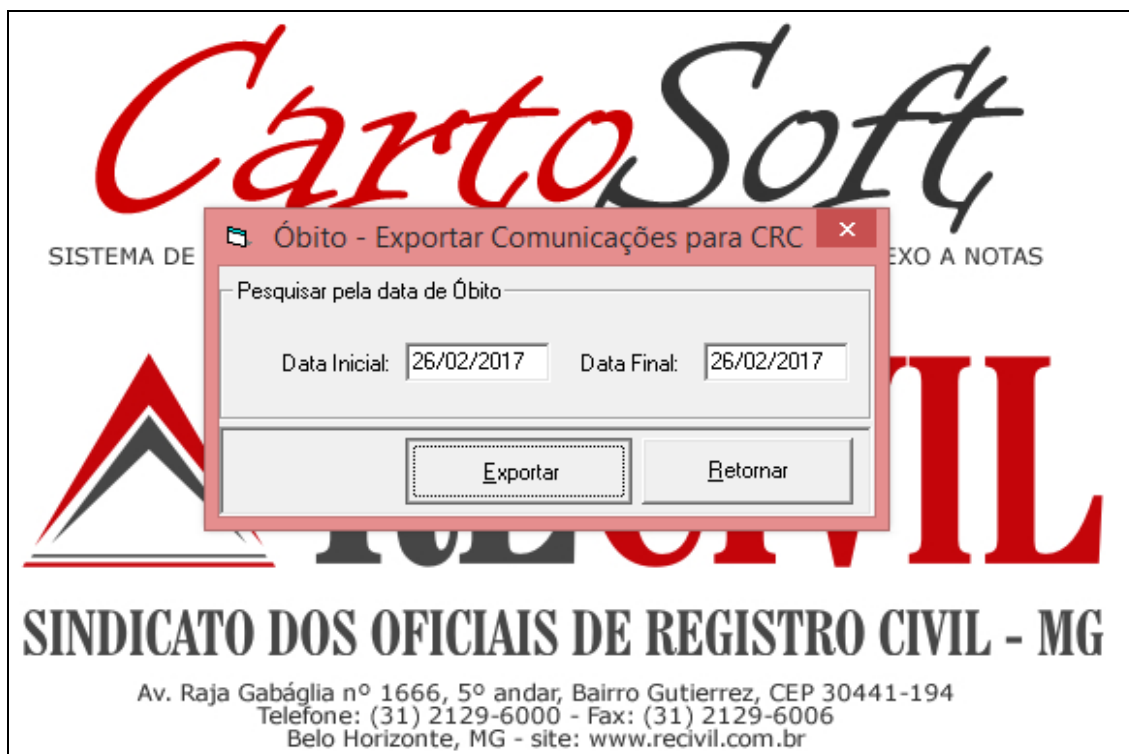 CartoSoft
Óbito - Exportar Comunicações para CRC
SISTEMA DE
EXO A NOTAS
Pesquisar pela data de Óbito
Data Inicial: 26/02/2017 Data Final: 26/02/2017
Exportar Retornar
RECIVIL
SINDICATO DOS OFICIAIS DE REGISTRO CIVIL - MG
Av. Raja Gabáglia nº 1666, 5º andar, Bairro Gutierrez, CEP 30441-194
Telefone: (31) 2129-6000 - Fax: (31) 2129-6006
Belo Horizonte, MG - site: www.recivil.com.br